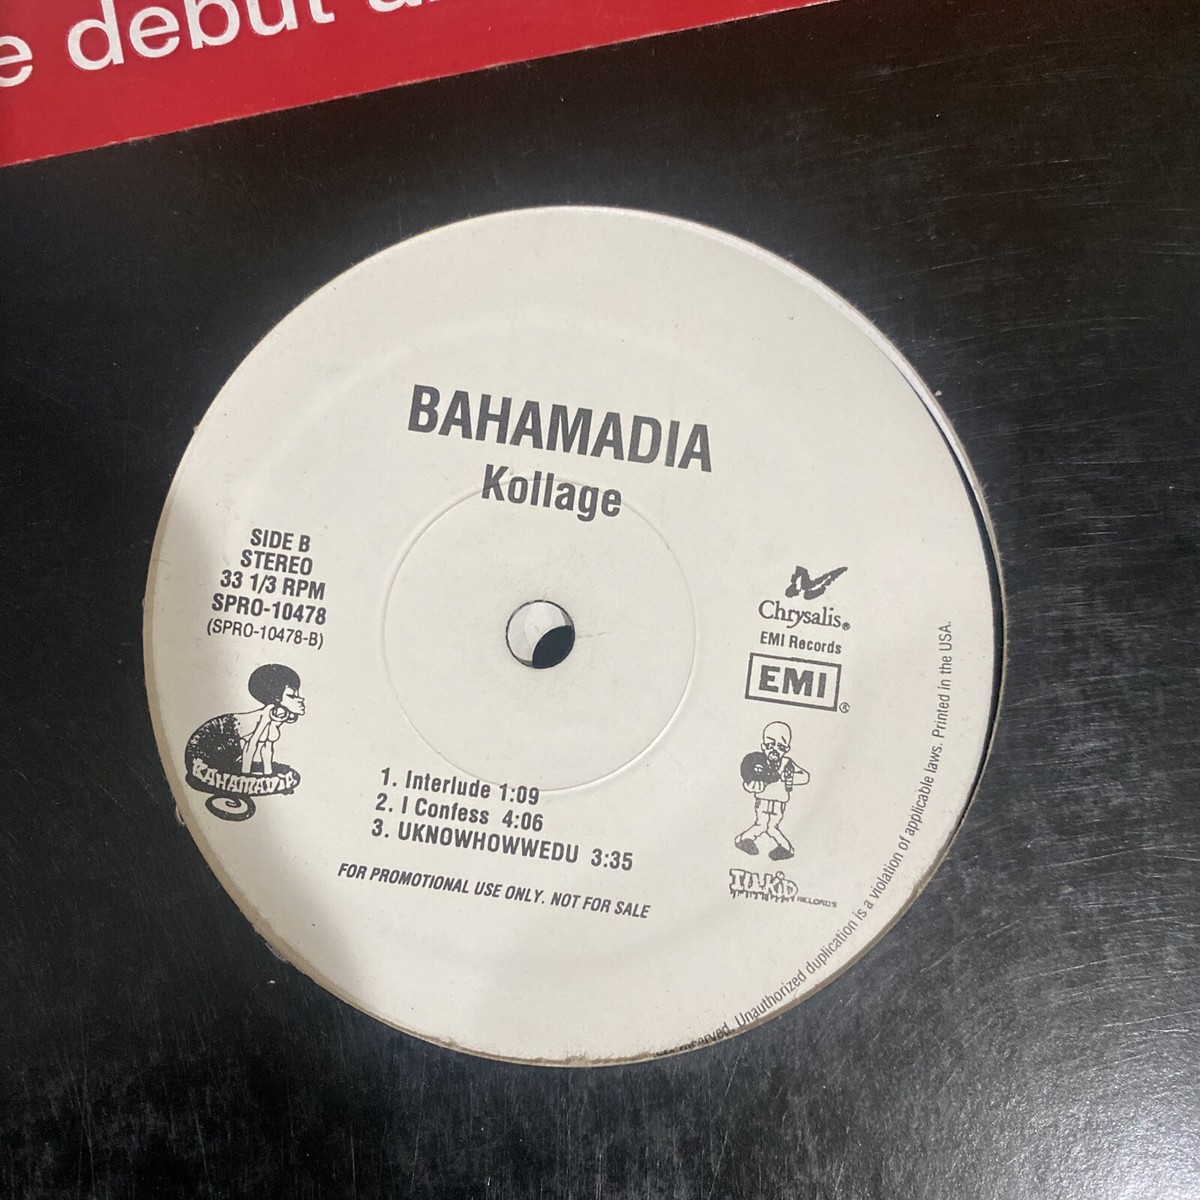 e debut
BAHAMADIA
Kollage
SIDE B
STEREO
33 1/3 RPM
SPRO-10478
(SPRO-10478-B)
BAHAMADIA
Chrysalis®
EMI Records
EMI®
ILLKID
RECORDS
1. Interlude 1:09
2. I Confess 4:06
3. UKNOWHOWWEDU 3:35
FOR PROMOTIONAL USE ONLY. NOT FOR SALE
reserved. Unauthorized duplication is a violation of applicable laws. Printed in the USA.